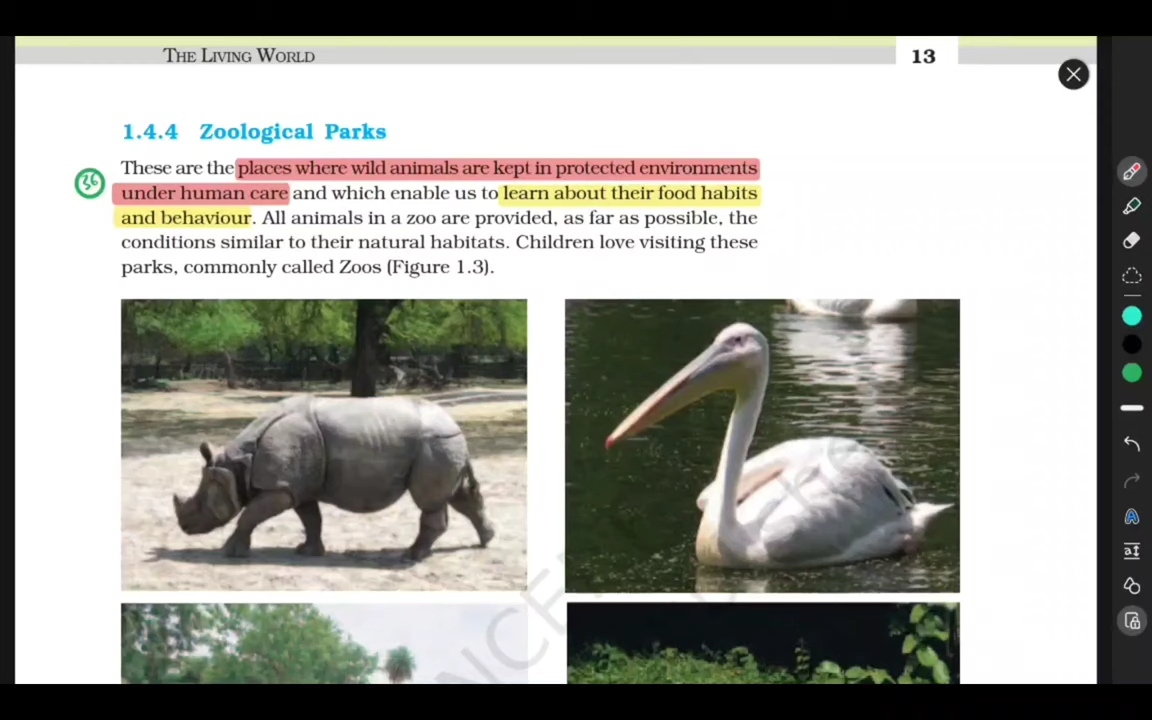 THE LIVING WORLD
13
1.4.4 Zoological Parks
36
These are the places where wild animals are kept in protected environments
under human care and which enable us to learn about their food habits
and behaviour. All animals in a zoo are provided, as far as possible, the
conditions similar to their natural habitats. Children love visiting these
parks, commonly called Zoos (Figure 1.3).